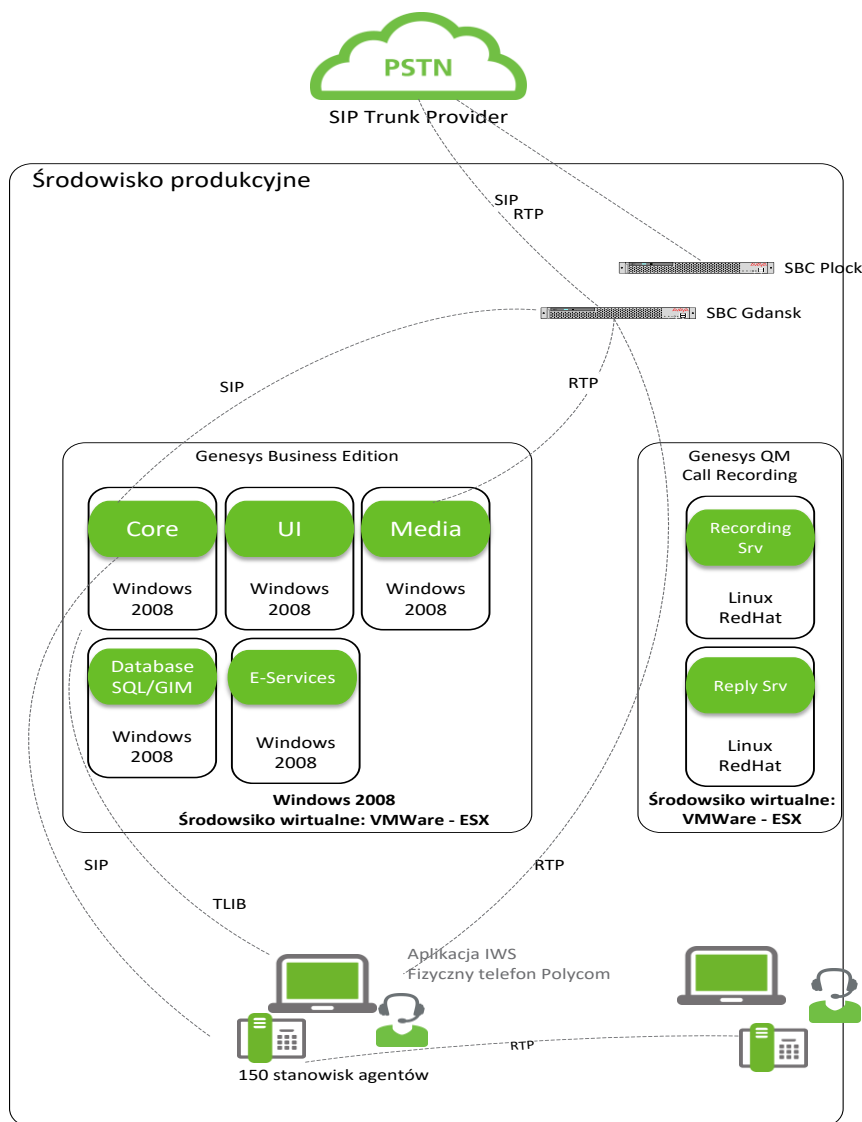 PSTN
SIP Trunk Provider
Środowisko produkcyjne
SIP
RTP
SBC Plock
SBC Gdansk
SIP
RTP
Genesys Business Edition
Genesys QM
Call Recording
Core
Windows
2008
UI
Windows
2008
Media
Windows
2008
Recording
Srv
Linux
RedHat
Database
SQL/GIM
Windows
2008
E-Services
Windows
2008
Reply Srv
Linux
RedHat
Windows 2008
Środowsiko wirtualne: VMWare - ESX
Środowsiko wirtualne:
VMWare - ESX
SIP
RTP
TLIB
Aplikacja IWS
Fizyczny telefon Polycom
RTP
150 stanowisk agentów